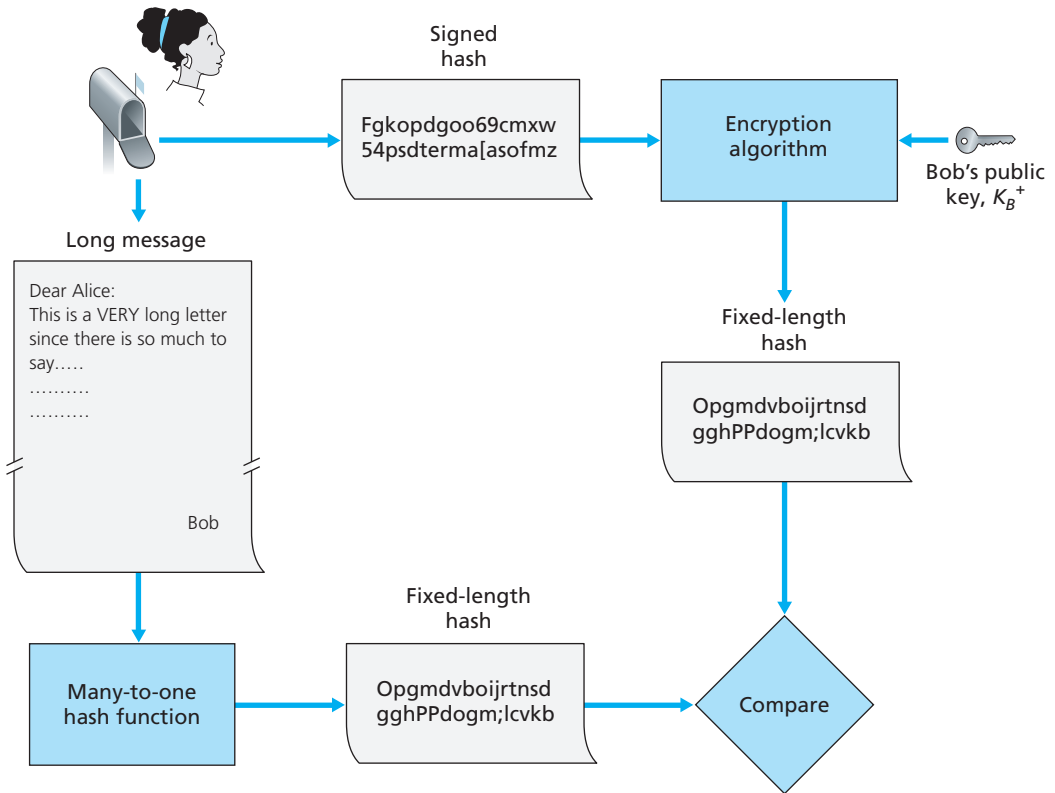 Signed
hash
Fgkopdgoo69cmxw
54psdterma[asofmz
Encryption
algorithm
Bob's public
key, K_B^+
Long message
Dear Alice:
This is a VERY long letter
since there is so much to
say.....
..........
..........
Bob
Fixed-length
hash
Opgmdvboijrtnsd
gghPPdogm;lcvkb
Many-to-one
hash function
Fixed-length
hash
Opgmdvboijrtnsd
gghPPdogm;lcvkb
Compare